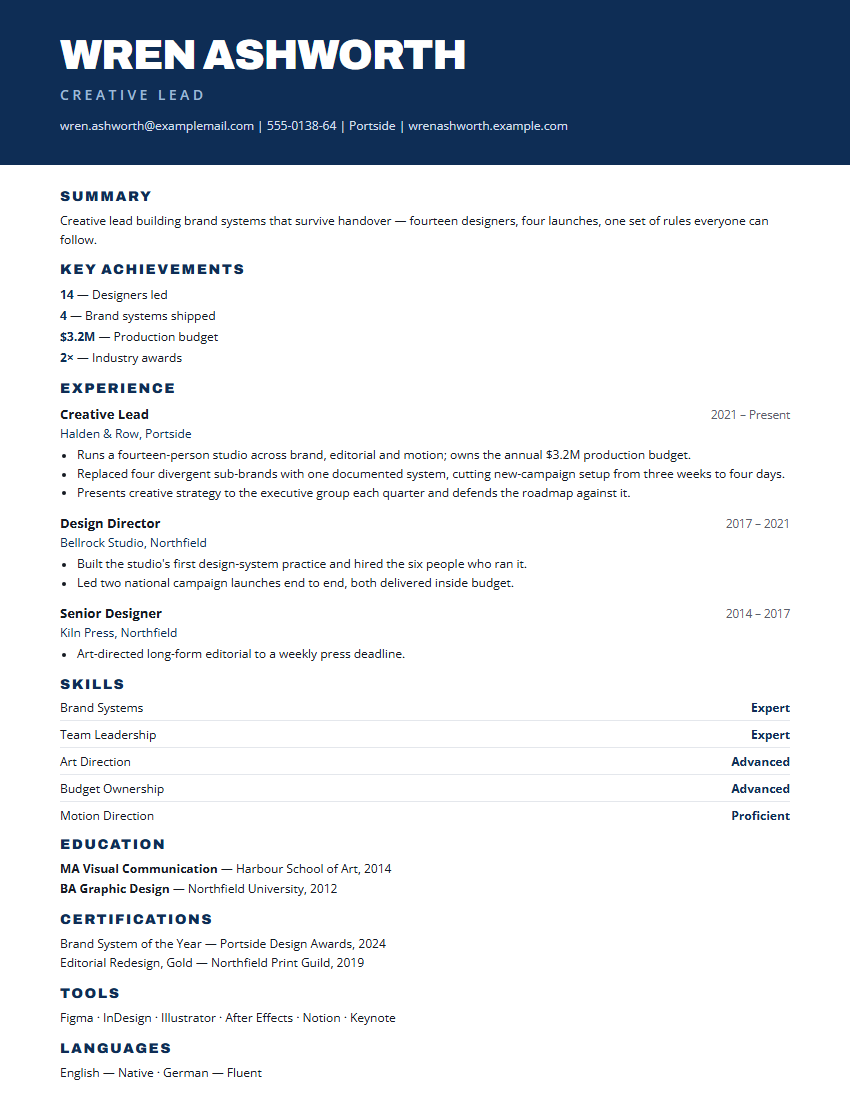 WREN ASHWORTH
CREATIVE LEAD
wren.ashworth@examplemail.com | 555-0138-64 | Portside | wrenashworth.example.com
SUMMARY
Creative lead building brand systems that survive handover — fourteen designers, four launches, one set of rules everyone can
follow.
KEY ACHIEVEMENTS
14 — Designers led
4 — Brand systems shipped
$3.2M — Production budget
2× — Industry awards
EXPERIENCE
Creative Lead 2021 – Present
Halden & Row, Portside
• Runs a fourteen-person studio across brand, editorial and motion; owns the annual $3.2M production budget.
• Replaced four divergent sub-brands with one documented system, cutting new-campaign setup from three weeks to four days.
• Presents creative strategy to the executive group each quarter and defends the roadmap against it.
Design Director 2017 – 2021
Bellrock Studio, Northfield
• Built the studio's first design-system practice and hired the six people who ran it.
• Led two national campaign launches end to end, both delivered inside budget.
Senior Designer 2014 – 2017
Kiln Press, Northfield
• Art-directed long-form editorial to a weekly press deadline.
SKILLS
Brand Systems Expert
Team Leadership Expert
Art Direction Advanced
Budget Ownership Advanced
Motion Direction Proficient
EDUCATION
MA Visual Communication — Harbour School of Art, 2014
BA Graphic Design — Northfield University, 2012
CERTIFICATIONS
Brand System of the Year — Portside Design Awards, 2024
Editorial Redesign, Gold — Northfield Print Guild, 2019
TOOLS
Figma · InDesign · Illustrator · After Effects · Notion · Keynote
LANGUAGES
English — Native · German — Fluent